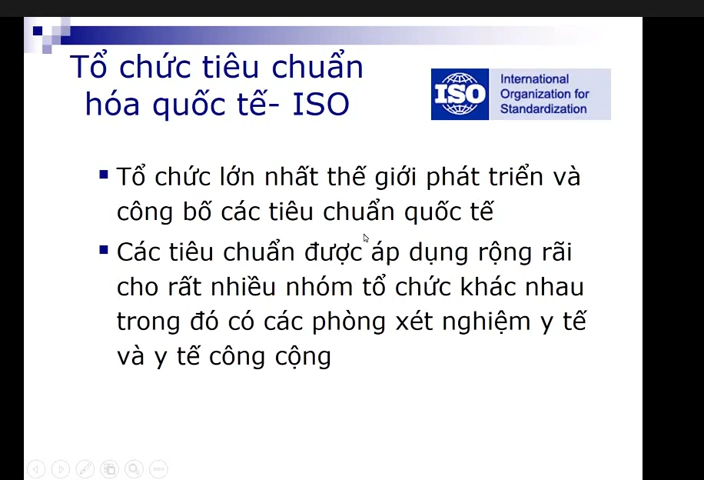 Tổ chức tiêu chuẩn
hóa quốc tế- ISO
ISO
International
Organization for
Standardization
Tổ chức lớn nhất thế giới phát triển và
công bố các tiêu chuẩn quốc tế
Các tiêu chuẩn được áp dụng rộng rãi
cho rất nhiều nhóm tổ chức khác nhau
trong đó có các phòng xét nghiệm y tế
và y tế công cộng